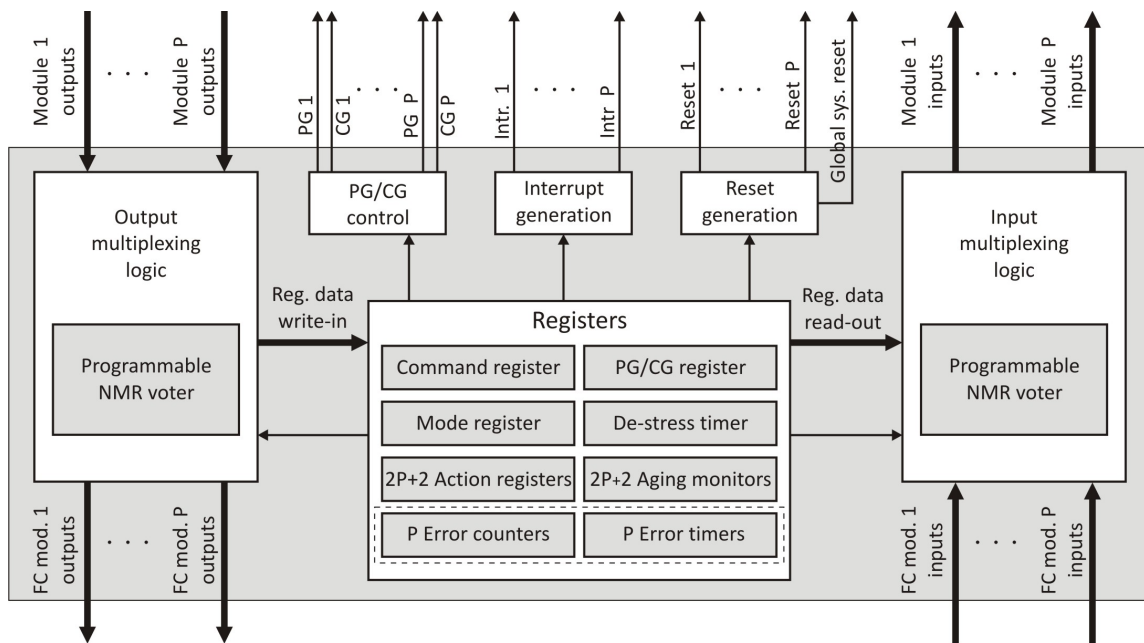 Module 1
outputs
. . .
Module P
outputs
PG 1
CG 1
. . .
PG P
CG P
Intr. 1
. . .
Intr P
Reset 1
. . .
Reset P
Global sys. reset
Module 1
inputs
. . .
Module P
inputs
Output
multiplexing
logic
Programmable
NMR voter
PG/CG
control
Interrupt
generation
Reset
generation
Input
multiplexing
logic
Programmable
NMR voter
Reg. data
write-in
Reg. data
read-out
Registers
Command register
PG/CG register
Mode register
De-stress timer
2P+2 Action registers
2P+2 Aging monitors
P Error counters
P Error timers
FC mod. 1
outputs
. . .
FC mod. P
outputs
FC mod. 1
inputs
. . .
FC mod. P
inputs